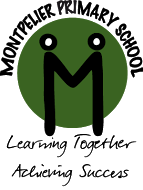 MONTPELIER PRIMARY SCHOOL
Learning Together
Achieving Success